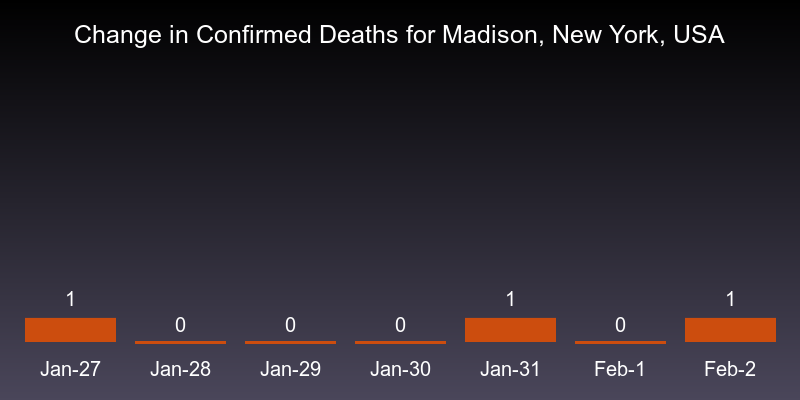 Change in Confirmed Deaths for Madison, New York, USA
1 0 0 0 1 0 1
Jan-27 Jan-28 Jan-29 Jan-30 Jan-31 Feb-1 Feb-2